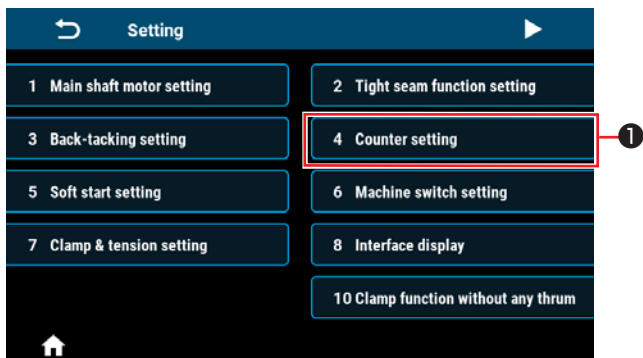 Setting
1 Main shaft motor setting
2 Tight seam function setting
3 Back-tacking setting
4 Counter setting
❶
5 Soft start setting
6 Machine switch setting
7 Clamp & tension setting
8 Interface display
10 Clamp function without any thrum